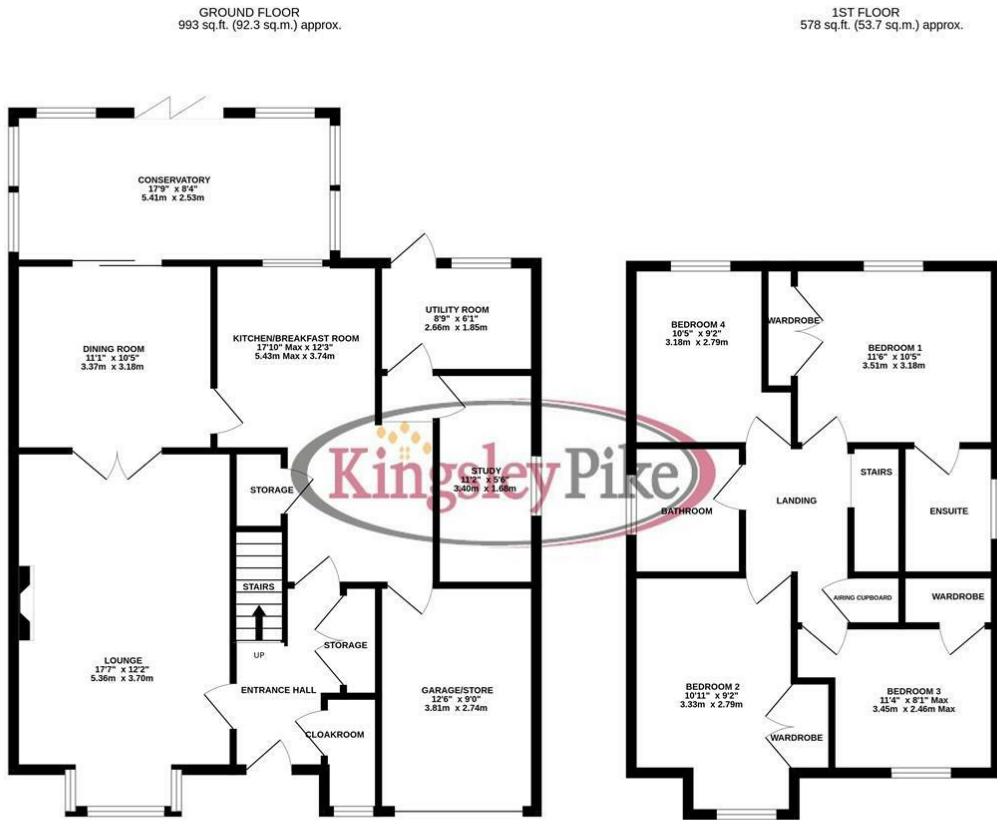 GROUND FLOOR
993 sq.ft. (92.3 sq.m.) approx.
1ST FLOOR
578 sq.ft. (53.7 sq.m.) approx.
CONSERVATORY
17'9" x 8'4"
5.41m x 2.53m
DINING ROOM
11'1" x 10'5"
3.37m x 3.18m
KITCHEN/BREAKFAST ROOM
17'10" Max x 12'3"
5.43m Max x 3.74m
UTILITY ROOM
8'9" x 6'1"
2.66m x 1.85m
STUDY
11'2" x 5'6"
3.40m x 1.68m
STORAGE
STAIRS
UP
STORAGE
LOUNGE
17'7" x 12'2"
5.36m x 3.70m
ENTRANCE HALL
CLOAKROOM
GARAGE/STORE
12'6" x 9'0"
3.81m x 2.74m
Kingsley Pike
BEDROOM 4
10'5" x 9'2"
3.18m x 2.79m
WARDROBE
BEDROOM 1
11'6" x 10'5"
3.51m x 3.18m
BATHROOM
LANDING
STAIRS
ENSUITE
AIRING CUPBOARD
WARDROBE
BEDROOM 2
10'11" x 9'2"
3.33m x 2.79m
WARDROBE
BEDROOM 3
11'4" x 8'1" Max
3.45m x 2.46m Max